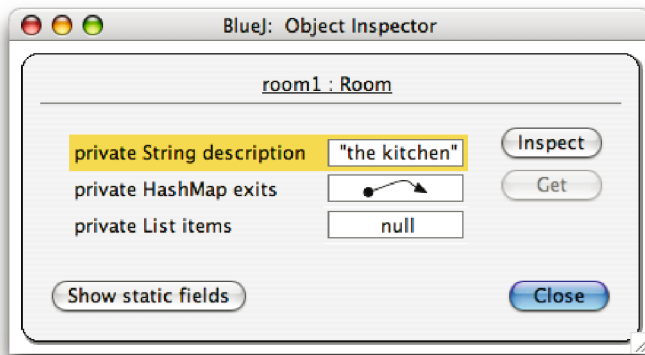 BlueJ: Object Inspector
room1 : Room
private String description "the kitchen" Inspect
private HashMap exits Get
private List items null
Show static fields Close